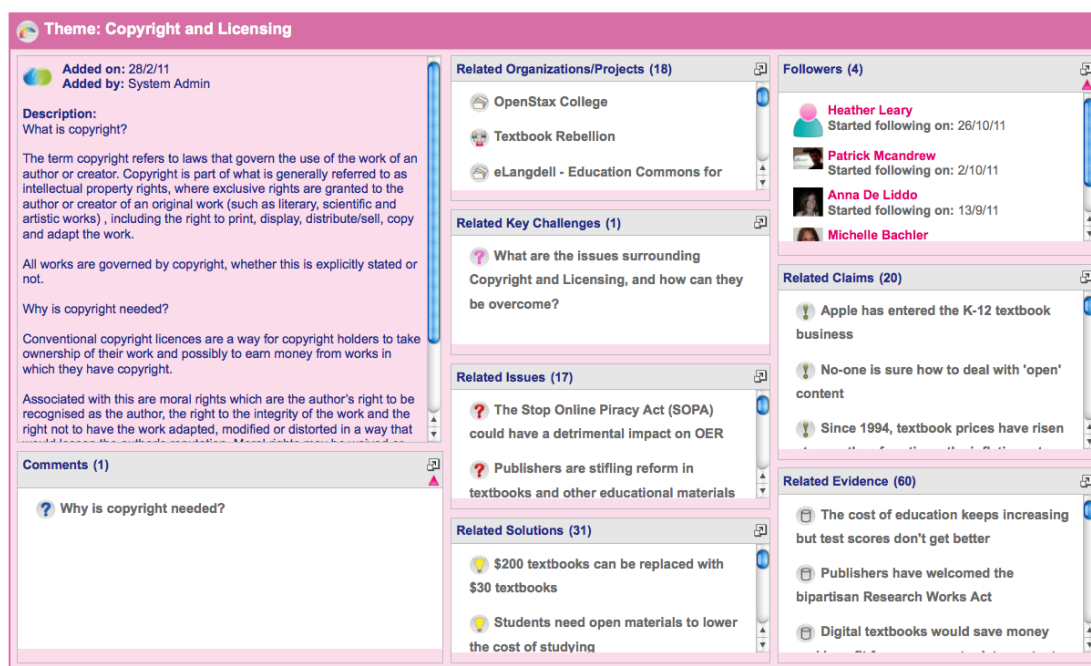 Theme: Copyright and Licensing
Added on: 28/2/11
Added by: System Admin
Description:
What is copyright?
The term copyright refers to laws that govern the use of the work of an
author or creator. Copyright is part of what is generally referred to as
intellectual property rights, where exclusive rights are granted to the
author or creator of an original work (such as literary, scientific and
artistic works) , including the right to print, display, distribute/sell, copy
and adapt the work.
All works are governed by copyright, whether this is explicitly stated or
not.
Why is copyright needed?
Conventional copyright licences are a way for copyright holders to take
ownership of their work and possibly to earn money from works in
which they have copyright.
Associated with this are moral rights which are the author's right to be
recognised as the author, the right to the integrity of the work and the
right not to have the work adapted, modified or distorted in a way that
Comments (1)
Why is copyright needed?
Related Organizations/Projects (18)
OpenStax College
Textbook Rebellion
eLangdell - Education Commons for
Related Key Challenges (1)
What are the issues surrounding
Copyright and Licensing, and how can they
be overcome?
Related Issues (17)
The Stop Online Piracy Act (SOPA)
could have a detrimental impact on OER
Publishers are stifling reform in
textbooks and other educational materials
Related Solutions (31)
$200 textbooks can be replaced with
$30 textbooks
Students need open materials to lower
the cost of studying
Followers (4)
Heather Leary
Started following on: 26/10/11
Patrick Mcandrew
Started following on: 2/10/11
Anna De Liddo
Started following on: 13/9/11
Michelle Bachler
Related Claims (20)
Apple has entered the K-12 textbook
business
No-one is sure how to deal with 'open'
content
Since 1994, textbook prices have risen
Related Evidence (60)
The cost of education keeps increasing
but test scores don't get better
Publishers have welcomed the
bipartisan Research Works Act
Digital textbooks would save money